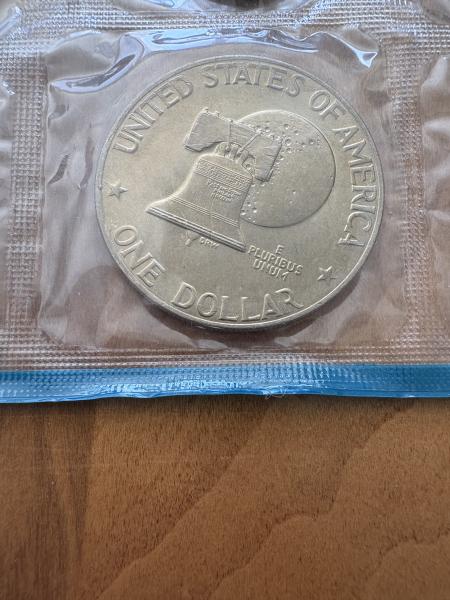 UNITED STATES OF AMERICA
E
PLURIBUS
UNUM
ONE DOLLAR